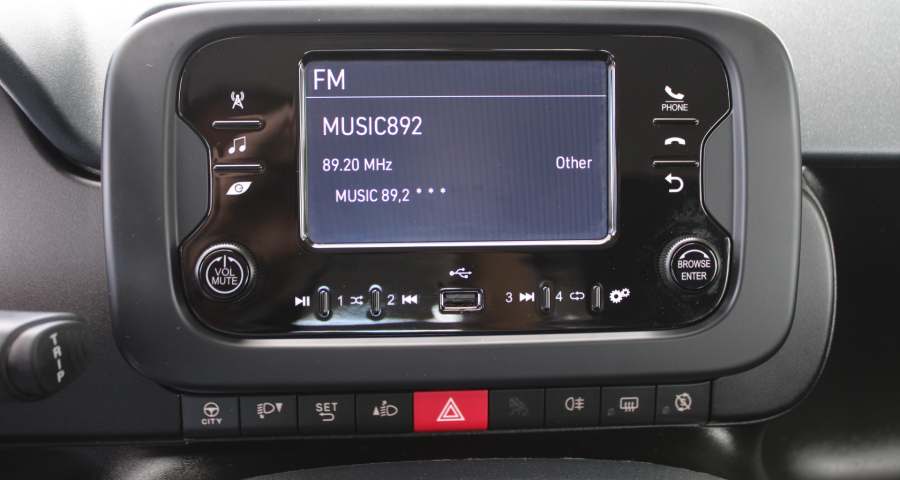 FM
MUSIC892
89.20 MHz
Other
MUSIC 89,2 ***
PHONE
VOL
MUTE
BROWSE
ENTER
1
2
3
4
TRIP
CITY
SET